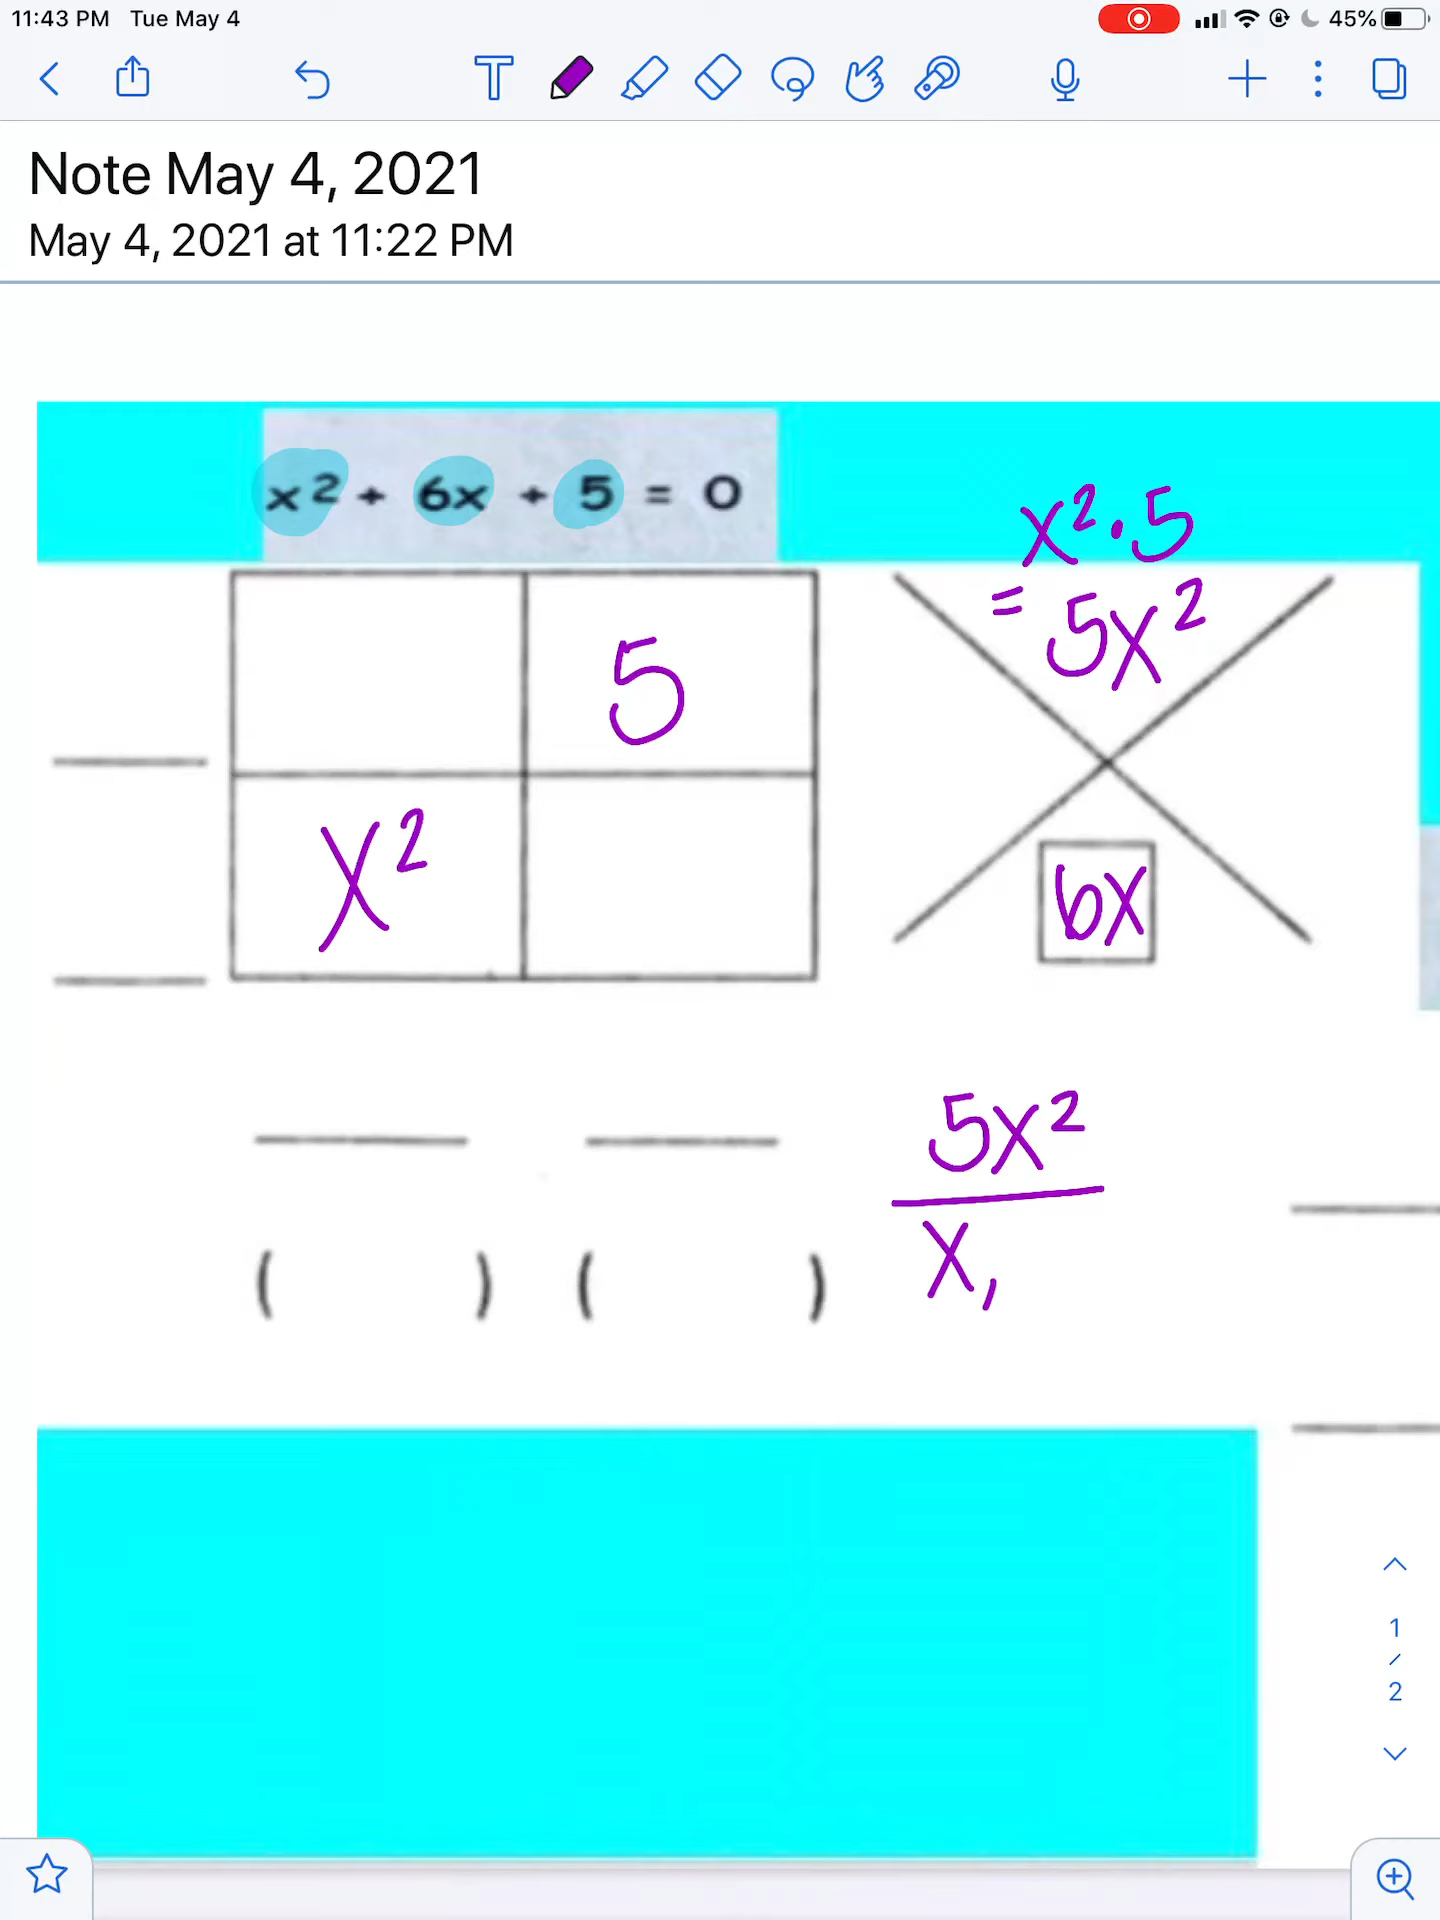 11:43 PM Tue May 4
45%
T
Note May 4, 2021
May 4, 2021 at 11:22 PM
x² + 6x + 5 = 0
x² · 5
= 5x²
5
x²
6x
5x²
x,
( ) ( )
1
/
2